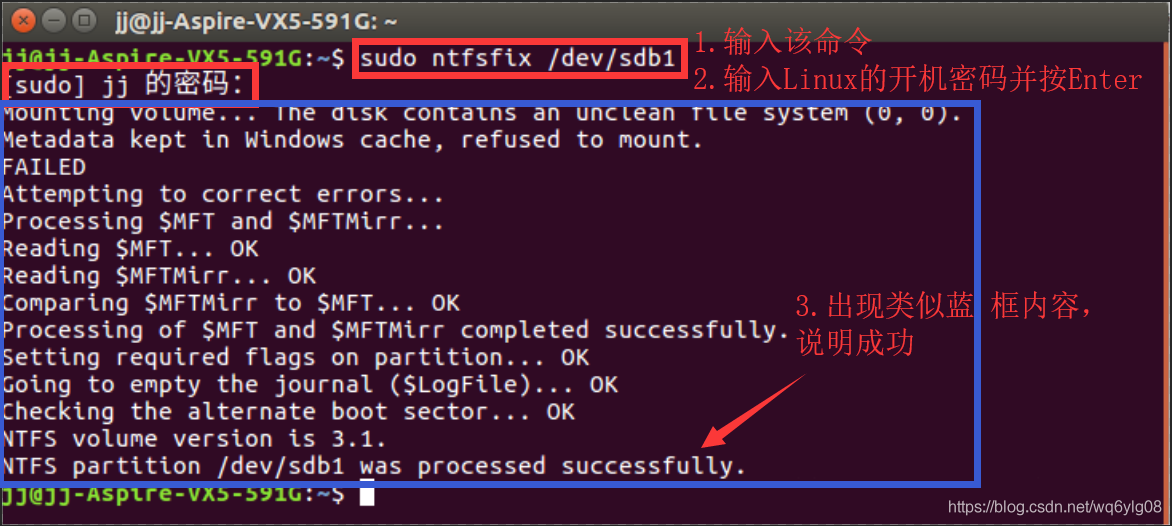 jj@jj-Aspire-VX5-591G: ~
jj@jj-Aspire-VX5-591G:~$ sudo ntfsfix /dev/sdb1
1.输入该命令
[sudo] jj 的密码:
2.输入Linux的开机密码并按Enter
Mounting volume... The disk contains an unclean file system (0, 0).
Metadata kept in Windows cache, refused to mount.
FAILED
Attempting to correct errors...
Processing $MFT and $MFTMirr...
Reading $MFT... OK
Reading $MFTMirr... OK
Comparing $MFTMirr to $MFT... OK
Processing of $MFT and $MFTMirr completed successfully.
Setting required flags on partition... OK
Going to empty the journal ($LogFile)... OK
Checking the alternate boot sector... OK
NTFS volume version is 3.1.
NTFS partition /dev/sdb1 was processed successfully.
3.出现类似蓝 框内容,
说明成功
jj@jj-Aspire-VX5-591G:~$
https://blog.csdn.net/wq6ylg08